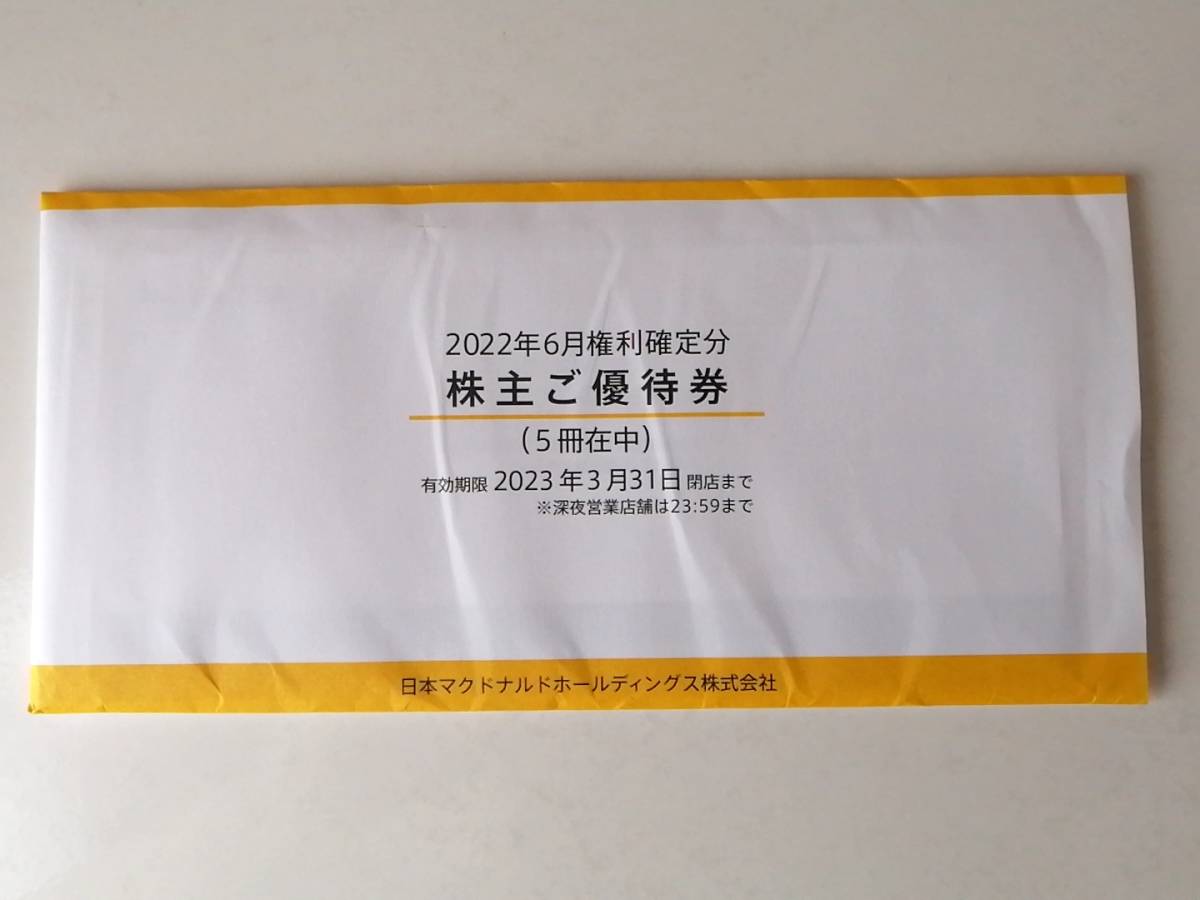 2022年6月権利確定分
株主ご優待券
（5冊在中）
有効期限 2023年3月31日閉店まで
※深夜営業店舗は23:59まで
日本マクドナルドホールディングス株式会社